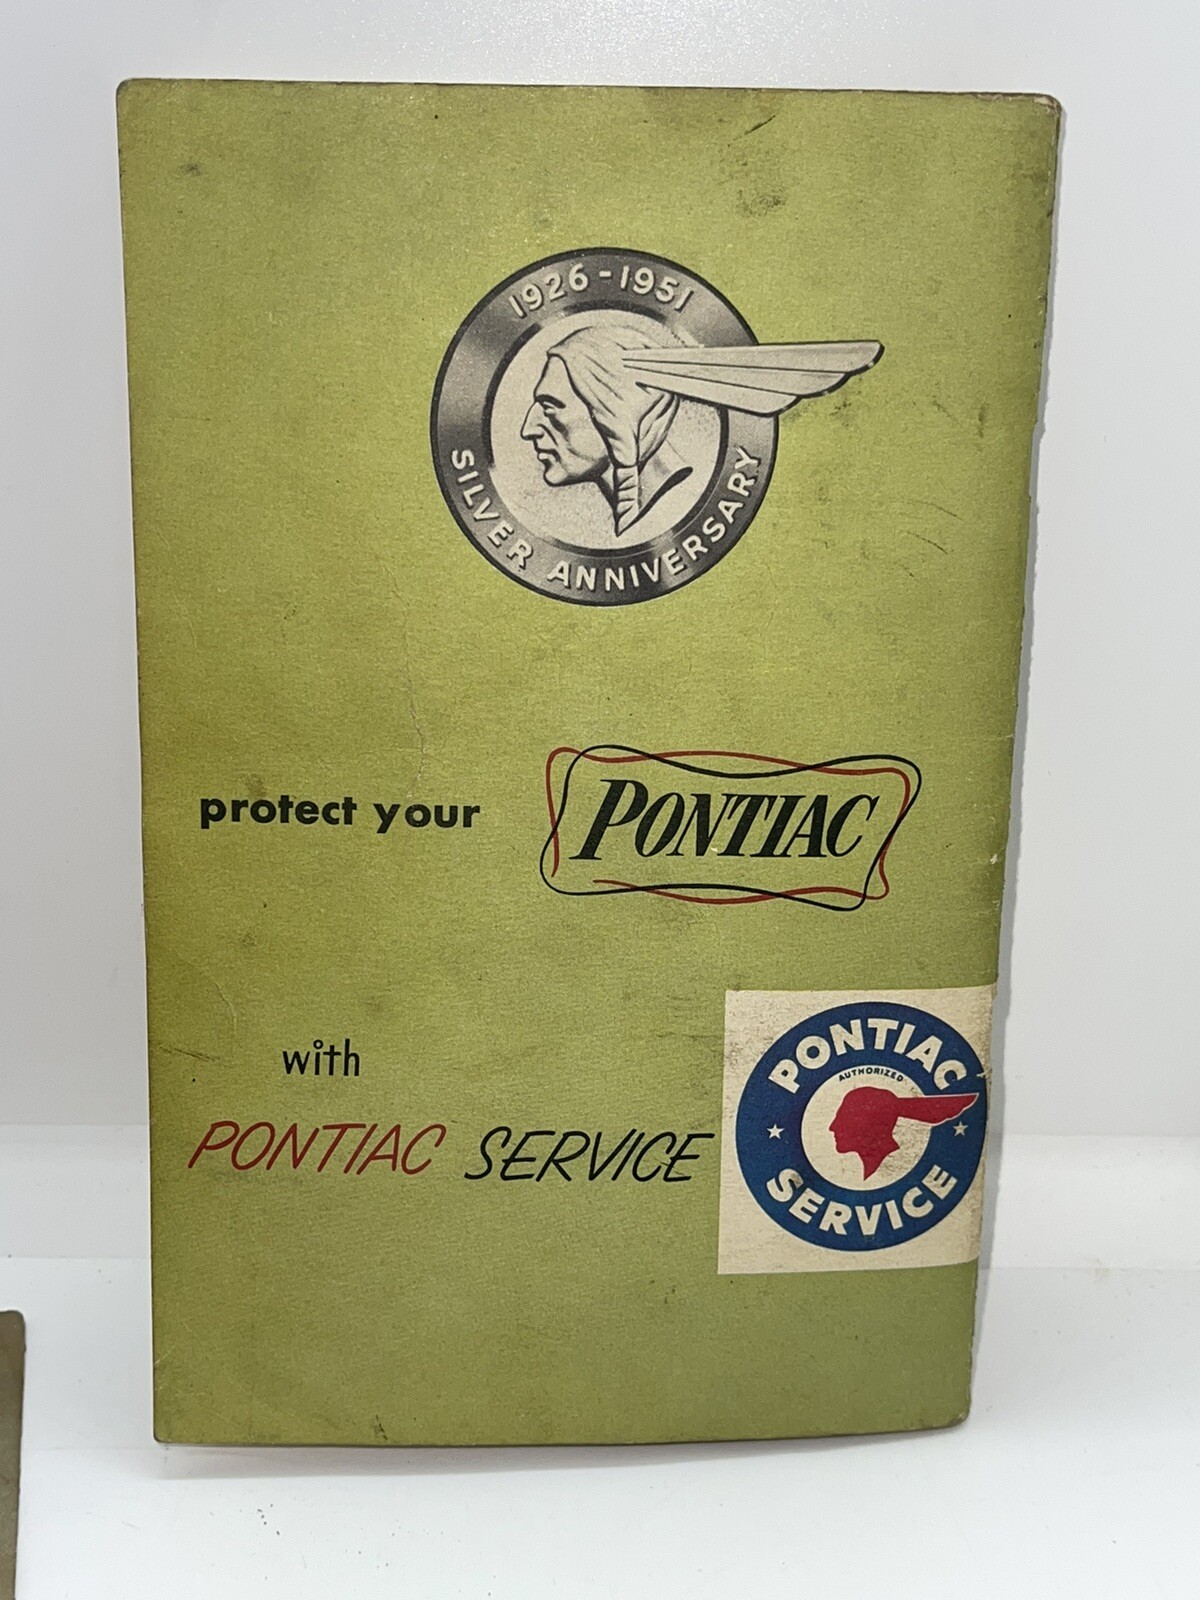 1926-1951
SILVER ANNIVERSARY
protect your PONTIAC
with
PONTIAC SERVICE
PONTIAC
AUTHORIZED
SERVICE